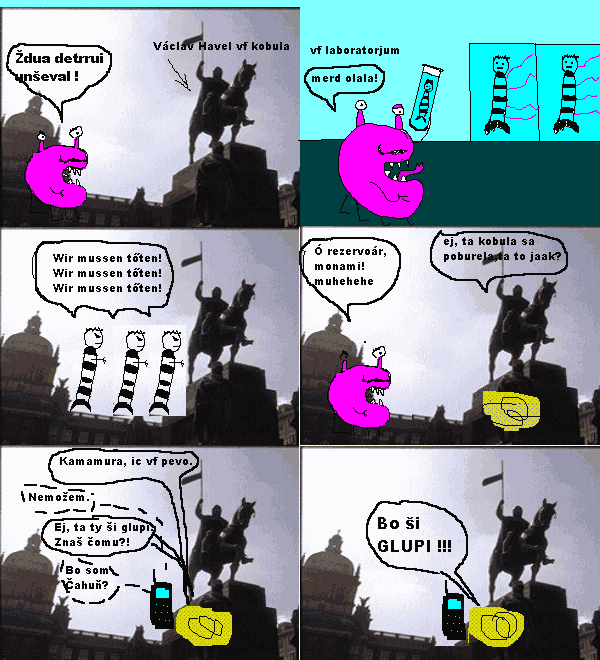 Ždua detrrui
unševal !
Václav Havel vf kobula
vf laboratorjum
merd olala!
Wir mussen tőten!
Wir mussen tőten!
Wir mussen tőten!
Ó rezervoár,
monami!
muhehehe
ej, ta kobula sa
poburela,ta to jaak?
Kamamura, ic vf pevo.
Nemožem.
Ej, ta ty ši glupi.
Znaš čomu?!
Bo som
Čahuň?
Bo ši
GLUPI !!!